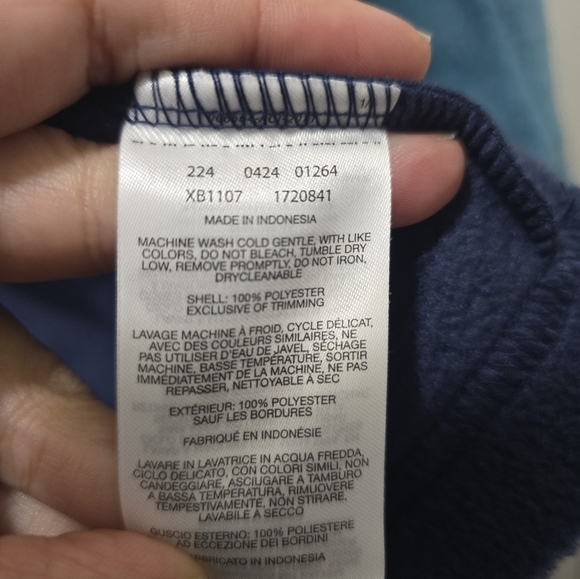 224 0424 01264
XB1107 1720841
MADE IN INDONESIA
MACHINE WASH COLD GENTLE, WITH LIKE
COLORS, DO NOT BLEACH, TUMBLE DRY
LOW, REMOVE PROMPTLY, DO NOT IRON,
DRYCLEANABLE
SHELL: 100% POLYESTER
EXCLUSIVE OF TRIMMING
LAVAGE MACHINE À FROID, CYCLE DÉLICAT,
AVEC DES COULEURS SIMILAIRES, NE
PAS UTILISER D'EAU DE JAVEL, SÉCHAGE
MACHINE, BASSE TEMPÉRATURE, SORTIR
IMMÉDIATEMENT DE LA MACHINE, NE PAS
REPASSER, NETTOYABLE À SEC
EXTÉRIEUR: 100% POLYESTER
SAUF LES BORDURES
FABRIQUÉ EN INDONÉSIE
LAVARE IN LAVATRICE IN ACQUA FREDDA,
CICLO DELICATO, CON COLORI SIMILI, NON
CANDEGGIARE, ASCIUGARE A TAMBURO
A BASSA TEMPERATURA, RIMUOVERE
TEMPESTIVAMENTE, NON STIRARE,
LAVABILE A SECCO
GUSCIO ESTERNO: 100% POLIESTERE
AD ECCEZIONE DEI BORDINI
FABBRICATO IN INDONESIA